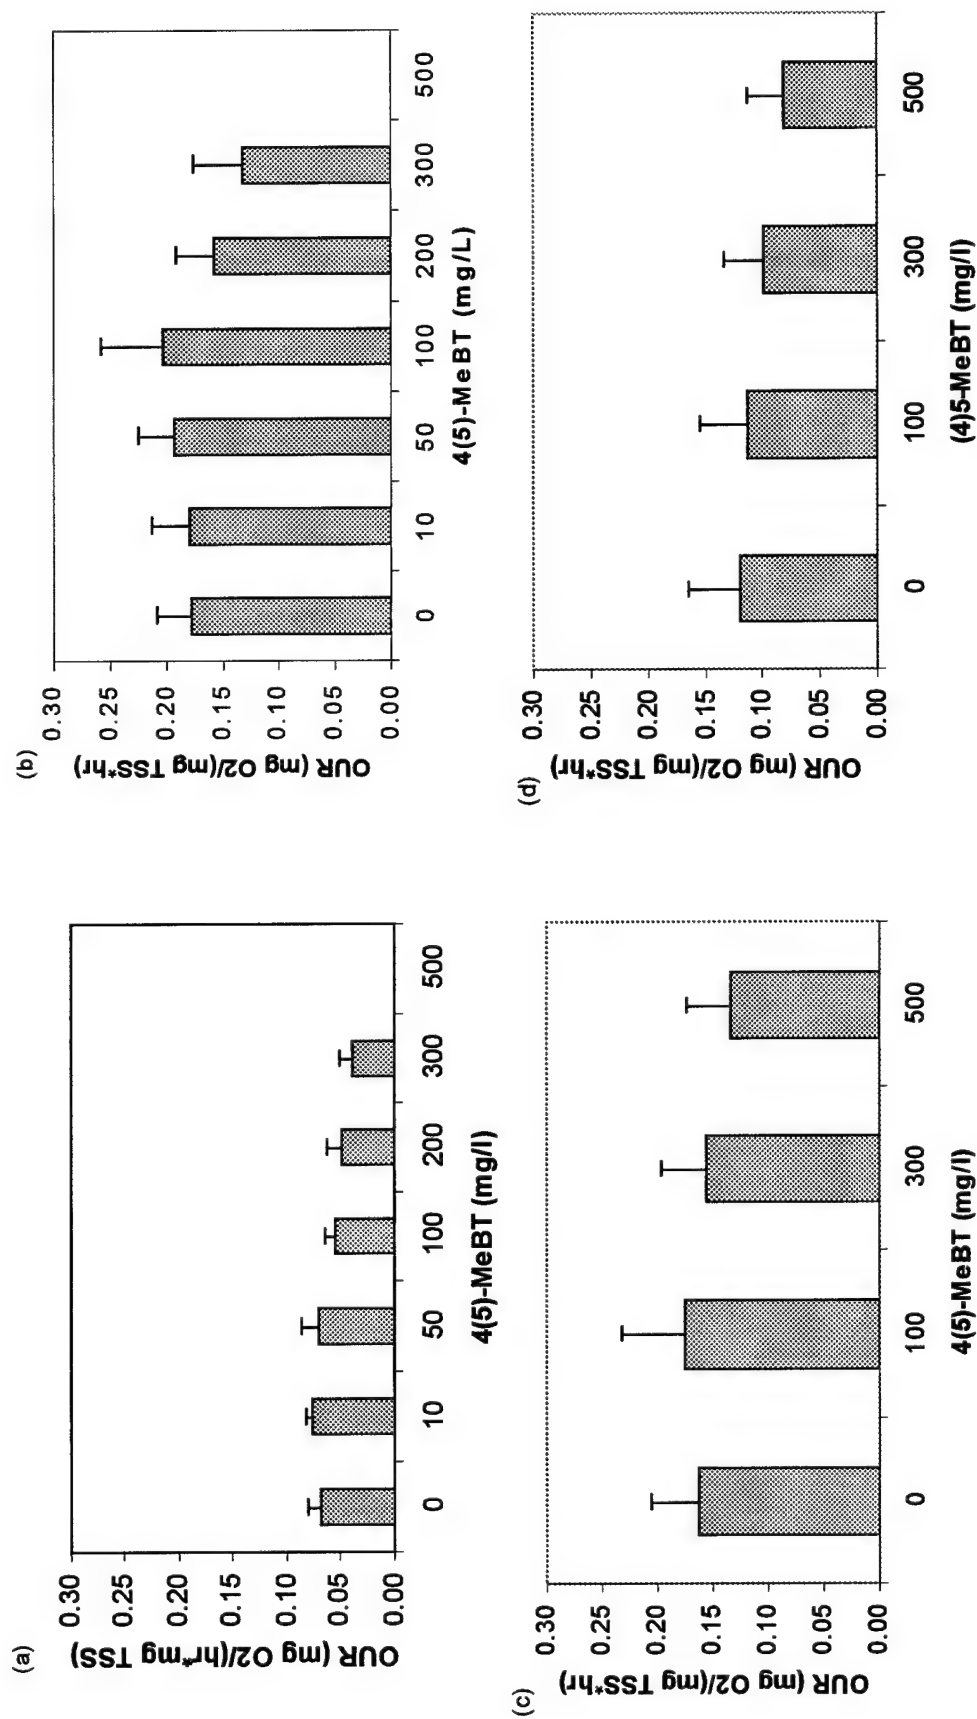 (a)
OUR (mg O2/(hr*mg TSS)
0.30
0.25
0.20
0.15
0.10
0.05
0.00
0 10 50 100 200 300 500
4(5)-MeBT (mg/l)
(b)
OUR (mg O2/(mg TSS*hr)
0.30
0.25
0.20
0.15
0.10
0.05
0.00
0 10 50 100 200 300 500
4(5)-MeBT (mg/L)
(c)
OUR (mg O2/(mg TSS*hr)
0.30
0.25
0.20
0.15
0.10
0.05
0.00
0 100 300 500
4(5)-MeBT (mg/l)
(d)
OUR (mg O2/(mg TSS*hr)
0.30
0.25
0.20
0.15
0.10
0.05
0.00
0 100 300 500
(4)5-MeBT (mg/l)